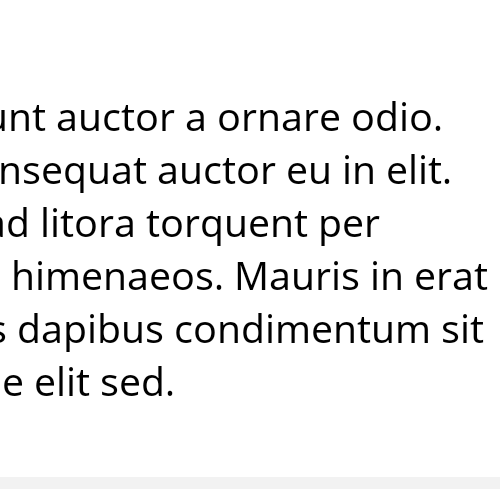 unt auctor a ornare odio.
nsequat auctor eu in elit.
ad litora torquent per
himenaeos. Mauris in erat
s dapibus condimentum sit
e elit sed.